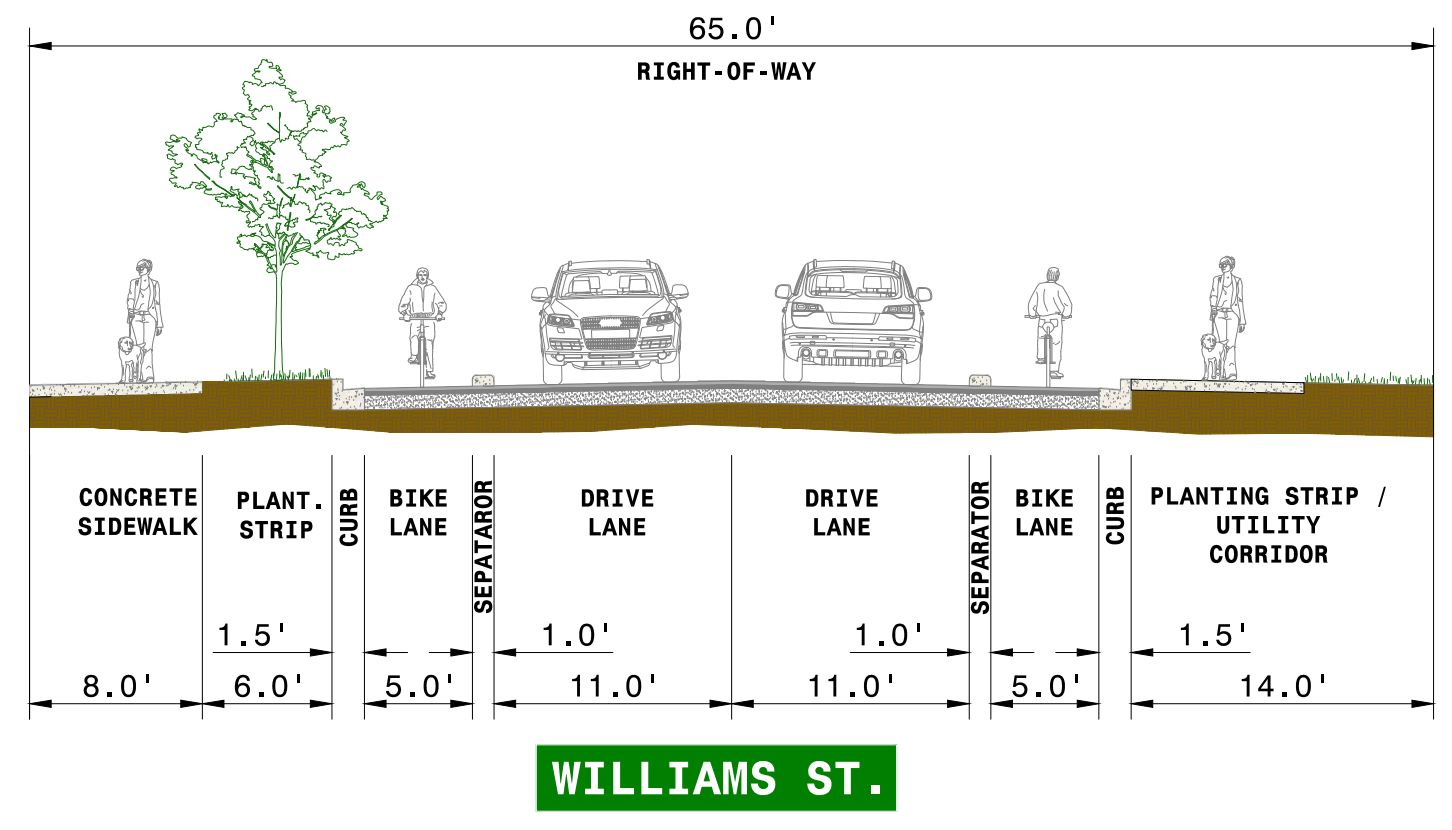 65.0'
RIGHT-OF-WAY
CONCRETE
SIDEWALK
PLANT.
STRIP
CURB
BIKE
LANE
SEPATAROR
DRIVE
LANE
DRIVE
LANE
SEPARATOR
BIKE
LANE
CURB
PLANTING STRIP /
UTILITY
CORRIDOR
1.5'
1.0'
1.0'
1.5'
8.0'
6.0'
5.0'
11.0'
11.0'
5.0'
14.0'
WILLIAMS ST.